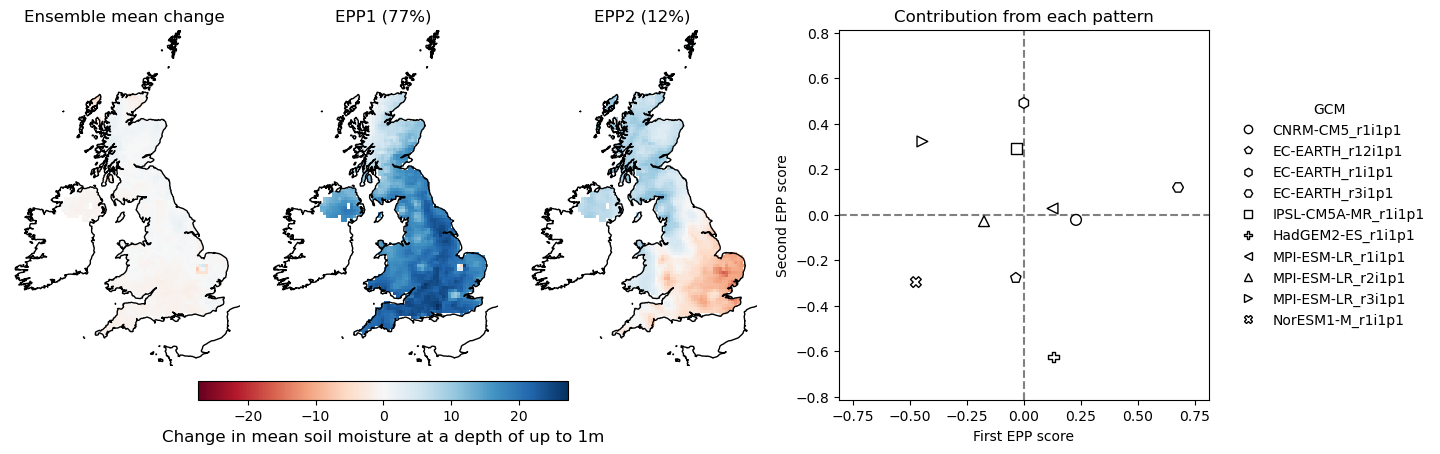 Ensemble mean change
EPP1 (77%)
EPP2 (12%)
Contribution from each pattern
−20
−10
0
10
20
Change in mean soil moisture at a depth of up to 1m
Second EPP score
0.8
0.6
0.4
0.2
0.0
−0.2
−0.4
−0.6
−0.8
−0.75
−0.50
−0.25
0.00
0.25
0.50
0.75
First EPP score
GCM
CNRM-CM5_r1i1p1
EC-EARTH_r12i1p1
EC-EARTH_r1i1p1
EC-EARTH_r3i1p1
IPSL-CM5A-MR_r1i1p1
HadGEM2-ES_r1i1p1
MPI-ESM-LR_r1i1p1
MPI-ESM-LR_r2i1p1
MPI-ESM-LR_r3i1p1
NorESM1-M_r1i1p1